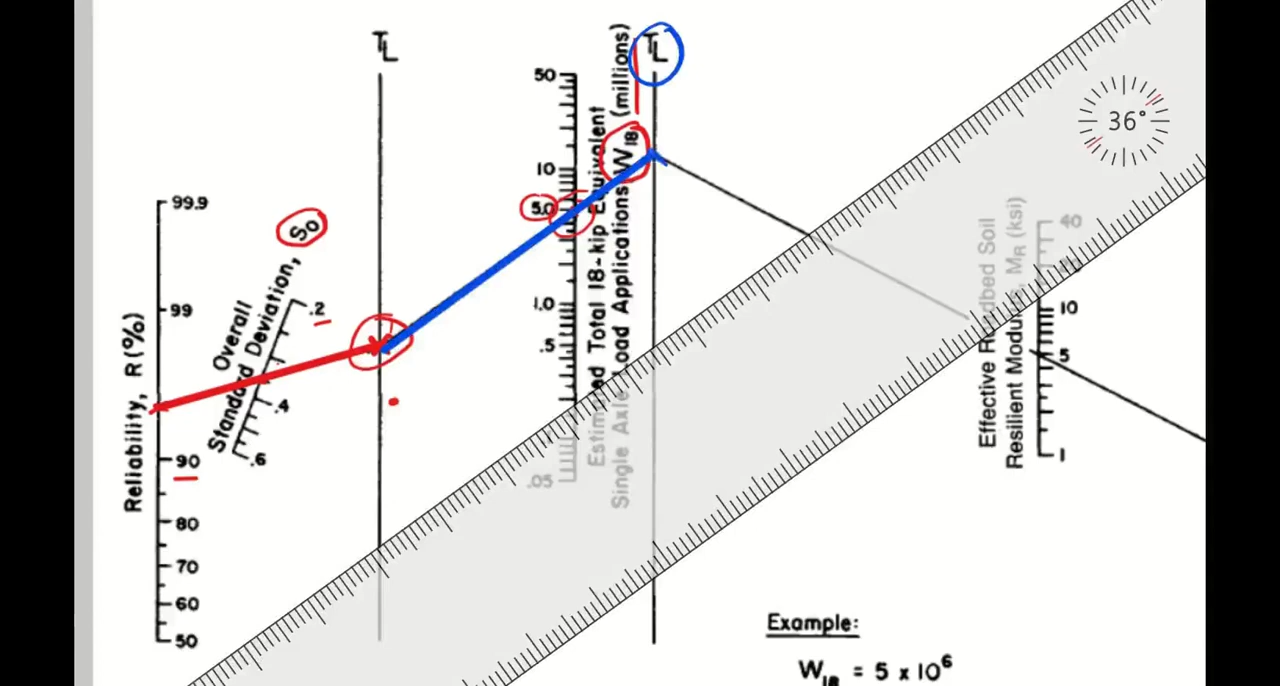 TL
50
Estimated Total 18-kip Equivalent
Single Axle Load Applications, W18 (millions)
TL
36°
10
99.9
5.0
So
Overall
Standard Deviation,
40
.2
99
1.0
10
Reliability, R (%)
.5
5
Effective Roadbed Soil
Resilient Modulus, MR (ksi)
.4
.6
90
1
.05
80
70
60
50
Example:
W18 = 5 x 10^6